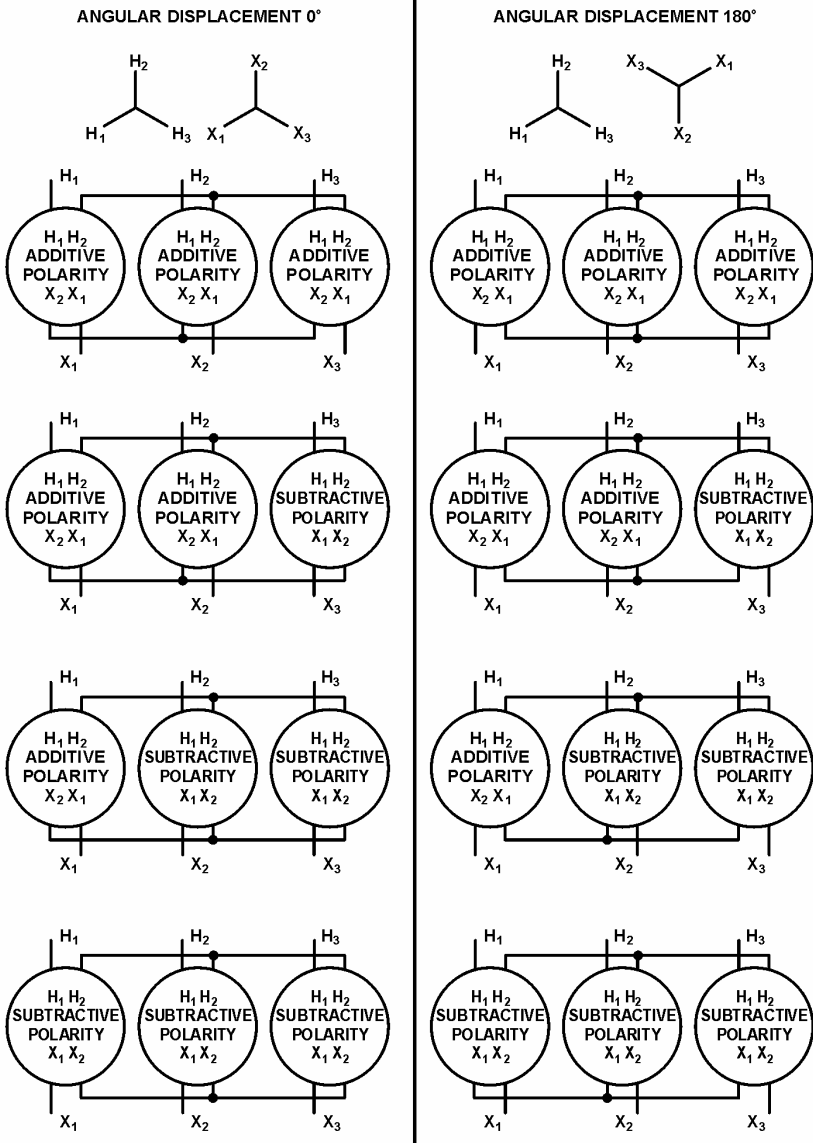 ANGULAR DISPLACEMENT 0°
H₂ X₂
H₁ H₃ X₁ X₃
H₁ H₂ H₃
H₁ H₂ H₁ H₂ H₁ H₂
ADDITIVE ADDITIVE ADDITIVE
POLARITY POLARITY POLARITY
X₂ X₁ X₂ X₁ X₂ X₁
X₁ X₂ X₃
H₁ H₂ H₃
H₁ H₂ H₁ H₂ H₁ H₂
ADDITIVE ADDITIVE SUBTRACTIVE
POLARITY POLARITY POLARITY
X₂ X₁ X₂ X₁ X₁ X₂
X₁ X₂ X₃
H₁ H₂ H₃
H₁ H₂ H₁ H₂ H₁ H₂
ADDITIVE SUBTRACTIVE SUBTRACTIVE
POLARITY POLARITY POLARITY
X₂ X₁ X₁ X₂ X₁ X₂
X₁ X₂ X₃
H₁ H₂ H₃
H₁ H₂ H₁ H₂ H₁ H₂
SUBTRACTIVE SUBTRACTIVE SUBTRACTIVE
POLARITY POLARITY POLARITY
X₁ X₂ X₁ X₂ X₁ X₂
X₁ X₂ X₃
ANGULAR DISPLACEMENT 180°
H₂ X₃ X₁
H₁ H₃ X₂
H₁ H₂ H₃
H₁ H₂ H₁ H₂ H₁ H₂
ADDITIVE ADDITIVE ADDITIVE
POLARITY POLARITY POLARITY
X₂ X₁ X₂ X₁ X₂ X₁
X₁ X₂ X₃
H₁ H₂ H₃
H₁ H₂ H₁ H₂ H₁ H₂
ADDITIVE ADDITIVE SUBTRACTIVE
POLARITY POLARITY POLARITY
X₂ X₁ X₂ X₁ X₁ X₂
X₁ X₂ X₃
H₁ H₂ H₃
H₁ H₂ H₁ H₂ H₁ H₂
ADDITIVE SUBTRACTIVE SUBTRACTIVE
POLARITY POLARITY POLARITY
X₂ X₁ X₁ X₂ X₁ X₂
X₁ X₂ X₃
H₁ H₂ H₃
H₁ H₂ H₁ H₂ H₁ H₂
SUBTRACTIVE SUBTRACTIVE SUBTRACTIVE
POLARITY POLARITY POLARITY
X₁ X₂ X₁ X₂ X₁ X₂
X₁ X₂ X₃